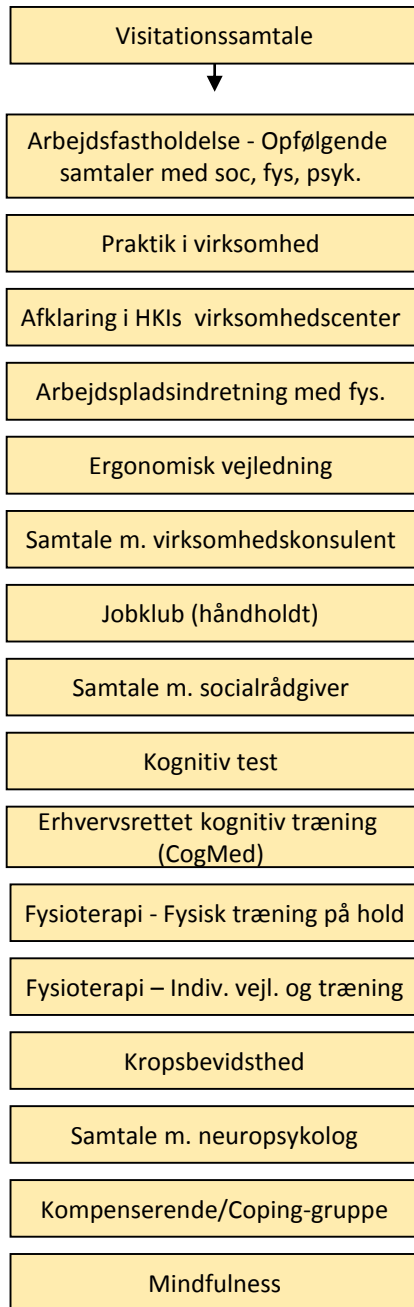 Visitationssamtale
Arbejdsfastholdelse - Opfølgende
samtaler med soc, fys, psyk.
Praktik i virksomhed
Afklaring i HKIs virksomhedscenter
Arbejdspladsindretning med fys.
Ergonomisk vejledning
Samtale m. virksomhedskonsulent
Jobklub (håndholdt)
Samtale m. socialrådgiver
Kognitiv test
Erhvervsrettet kognitiv træning
(CogMed)
Fysioterapi - Fysisk træning på hold
Fysioterapi – Indiv. vejl. og træning
Kropsbevidsthed
Samtale m. neuropsykolog
Kompenserende/Coping-gruppe
Mindfulness